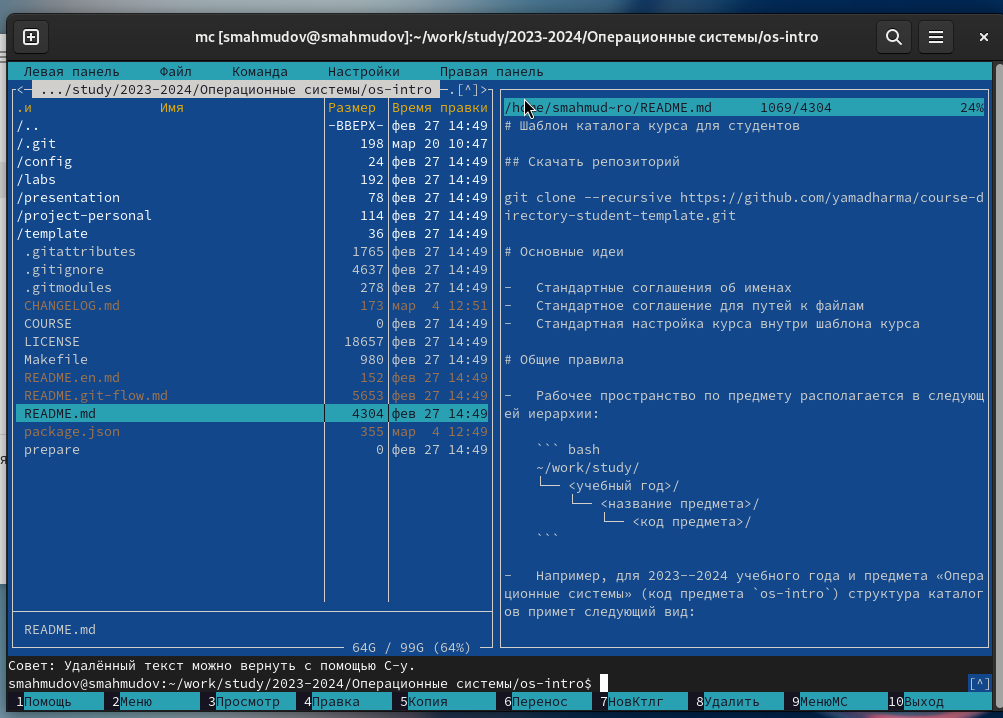 mc [smahmudov@smahmudov]:~/work/study/2023-2024/Операционные системы/os-intro
Левая панель Файл Команда Настройки Правая панель
<─ .../study/2023-2024/Операционные системы/os-intro ─.[^]>
.и Имя Размер Время правки
/.. -ВВЕРХ- фев 27 14:49
/.git 198 мар 20 10:47
/config 24 фев 27 14:49
/labs 192 фев 27 14:49
/presentation 78 фев 27 14:49
/project-personal 114 фев 27 14:49
/template 36 фев 27 14:49
.gitattributes 1765 фев 27 14:49
.gitignore 4637 фев 27 14:49
.gitmodules 278 фев 27 14:49
CHANGELOG.md 173 мар 4 12:51
COURSE 0 фев 27 14:49
LICENSE 18657 фев 27 14:49
Makefile 980 фев 27 14:49
README.en.md 152 фев 27 14:49
README.git-flow.md 5653 фев 27 14:49
README.md 4304 фев 27 14:49
package.json 355 мар 4 12:49
prepare 0 фев 27 14:49
README.md
64G / 99G (64%)
/home/smahmud~ro/README.md 1069/4304 24%
# Шаблон каталога курса для студентов
## Скачать репозиторий
git clone --recursive https://github.com/yamadharma/course-d
irectory-student-template.git
# Основные идеи
- Стандартные соглашения об именах
- Стандартное соглашение для путей к файлам
- Стандартная настройка курса внутри шаблона курса
# Общие правила
- Рабочее пространство по предмету располагается в следующ
ей иерархии:
``` bash
~/work/study/
└── <учебный год>/
└── <название предмета>/
└── <код предмета>/
```
- Например, для 2023--2024 учебного года и предмета «Опера
ционные системы» (код предмета `os-intro`) структура каталог
ов примет следующий вид:
Совет: Удалённый текст можно вернуть с помощью C-y.
smahmudov@smahmudov:~/work/study/2023-2024/Операционные системы/os-intro$ [^]
1Помощь 2Меню 3Просмотр 4Правка 5Копия 6Перенос 7НовКтлг 8Удалить 9МенюМС 10Выход